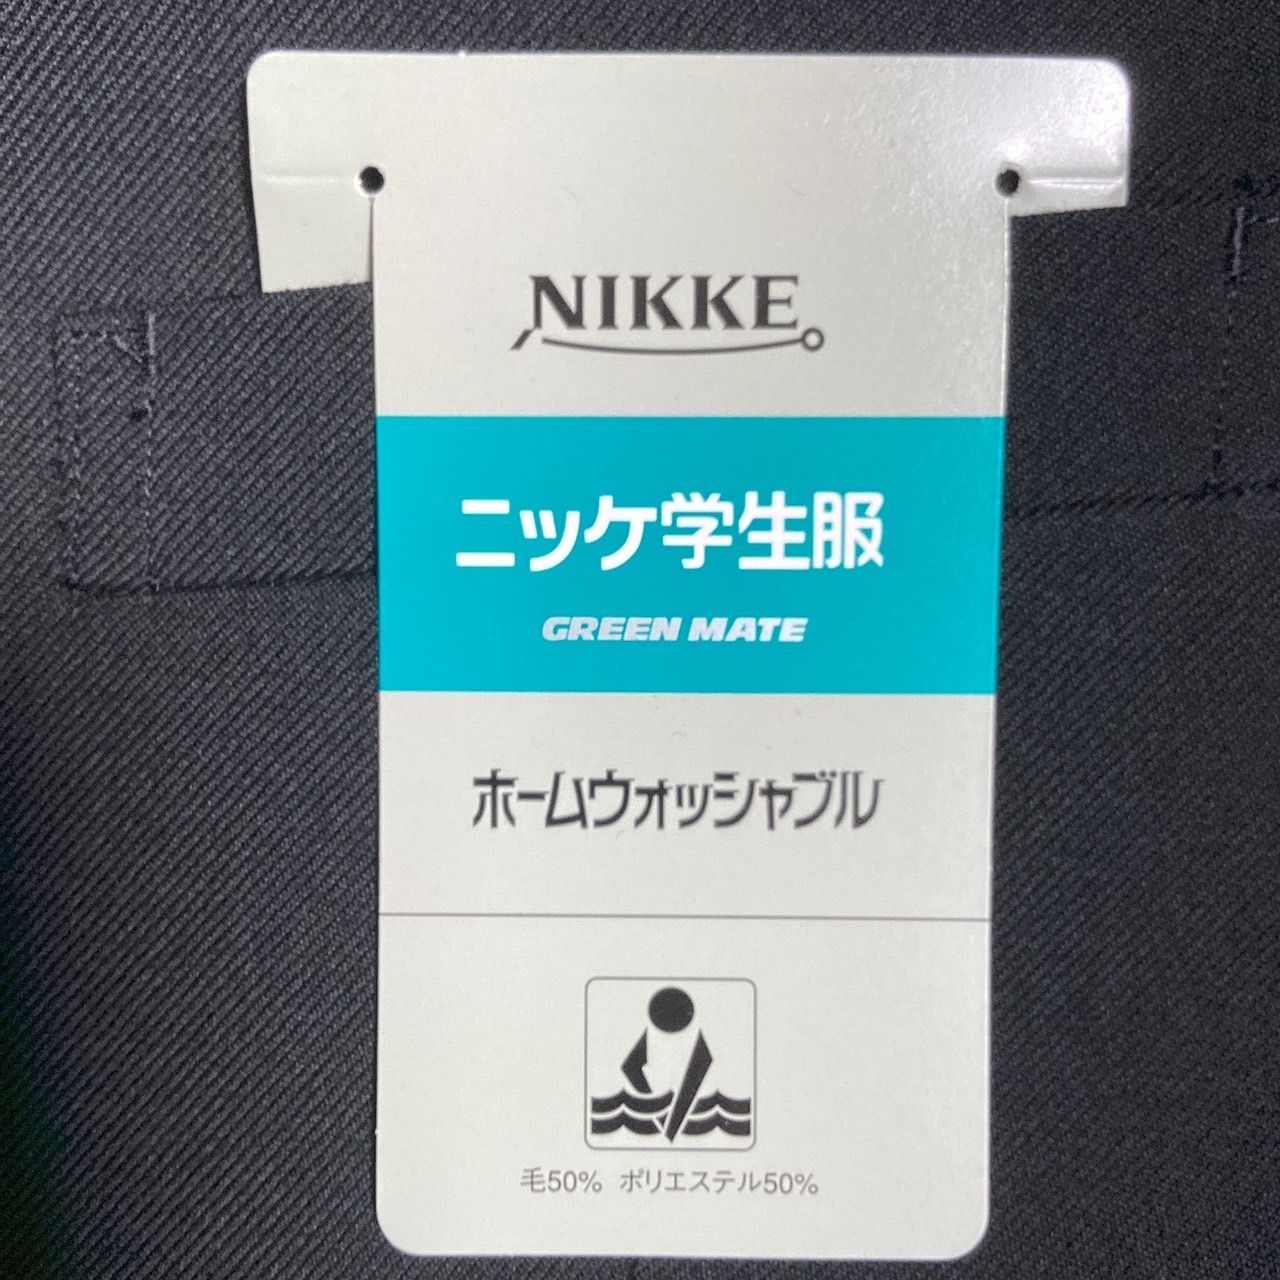 NIKKE
ニッケ学生服
GREEN MATE
ホームウォッシャブル
毛50% ポリエステル50%